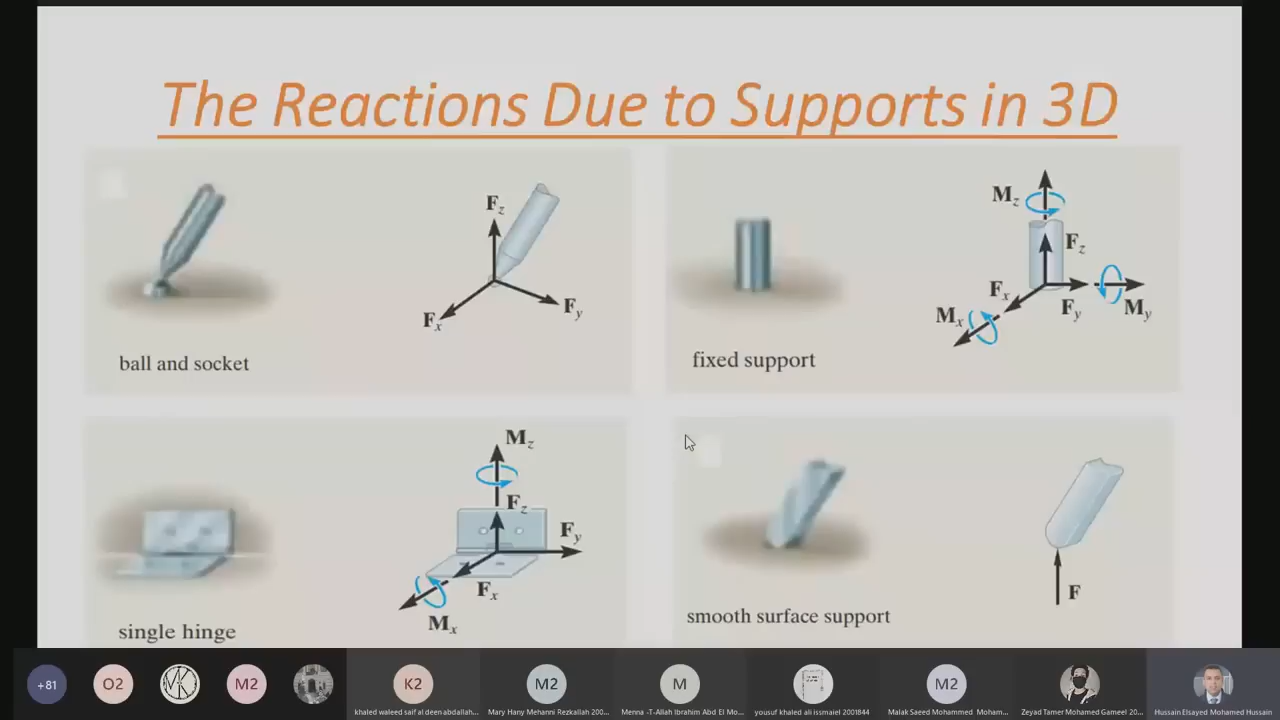 The Reactions Due to Supports in 3D
F_z
F_x
F_y
ball and socket
M_z
F_z
F_x
F_y
M_x
M_y
fixed support
M_z
F_z
F_y
F_x
M_x
single hinge
F
smooth surface support
+81
O2
M2
K2
M2
M
M2
khaled waleed saif al deen abdallah...
Mary Hany Mehanni Rezkallah 200...
Menna -T-Allah Ibrahim Abd El Mo...
yousuf khaled ali issmaiel 2001844
Malak Saeed Mohammed Moham...
Zeyad Tamer Mohamed Gameel 20...
Hussain Elsayed Mohamed Hussain